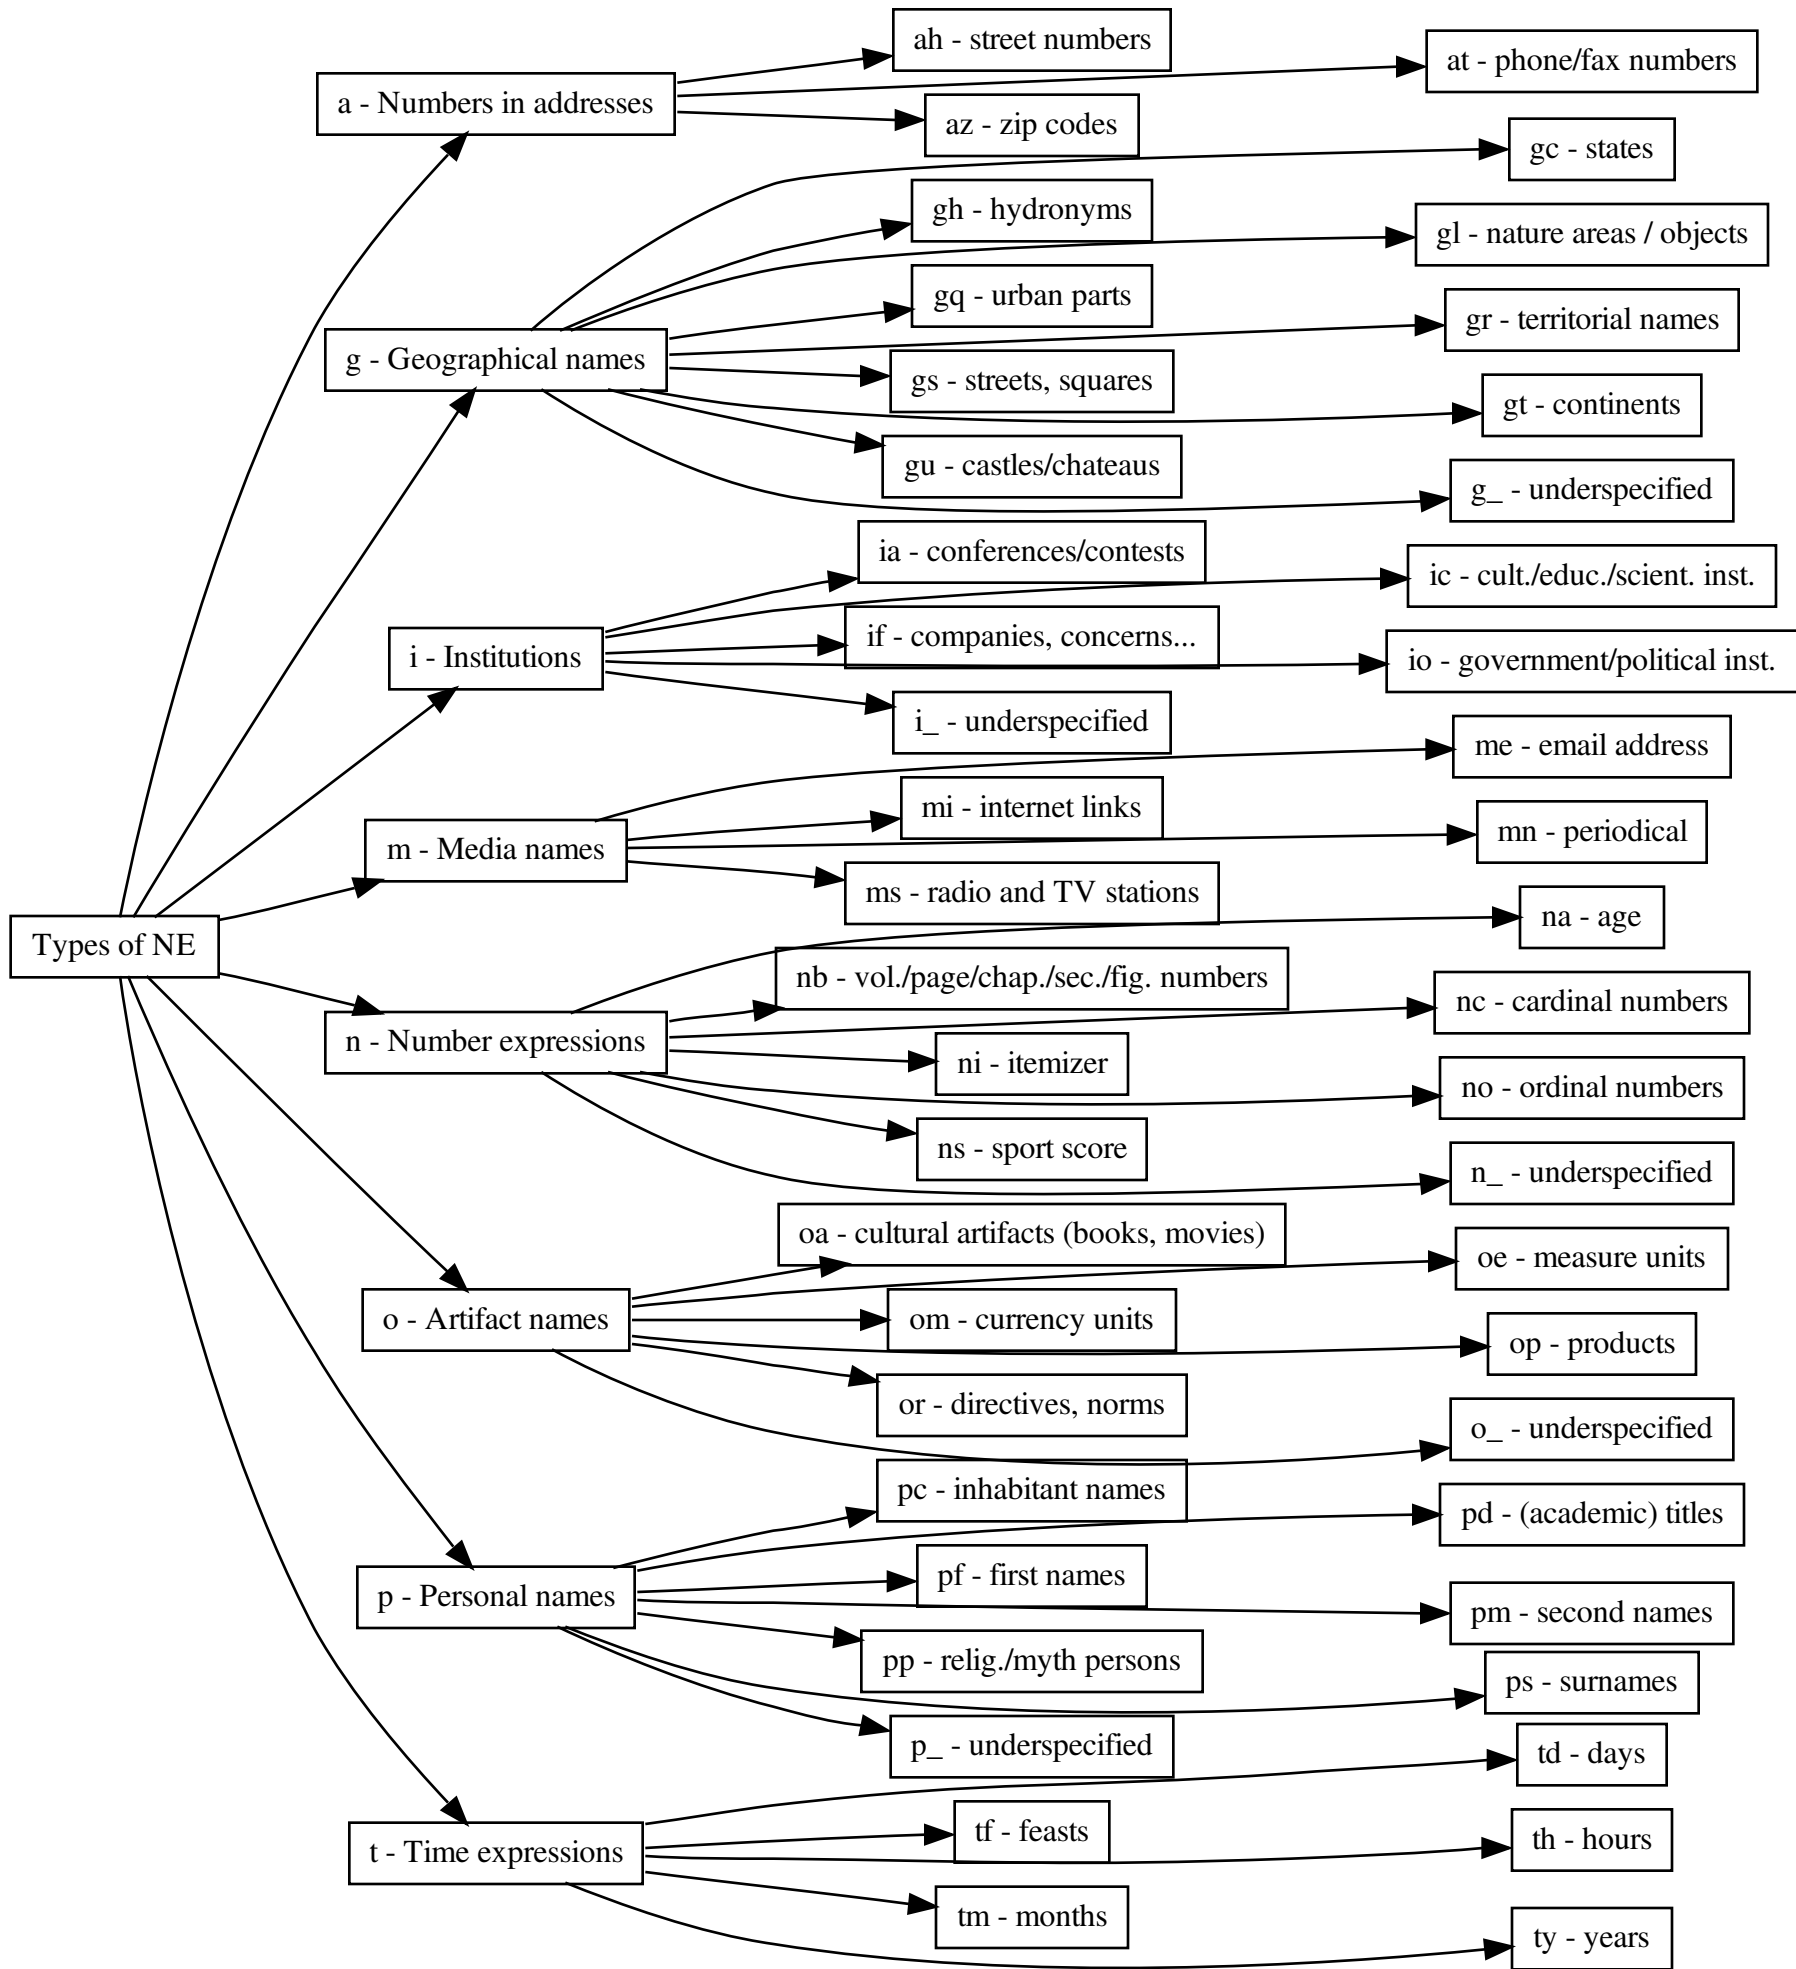 Types of NE
a - Numbers in addresses
ah - street numbers
at - phone/fax numbers
az - zip codes
g - Geographical names
gc - states
gh - hydronyms
gl - nature areas / objects
gq - urban parts
gr - territorial names
gs - streets, squares
gt - continents
gu - castles/chateaus
g_ - underspecified
i - Institutions
ia - conferences/contests
ic - cult./educ./scient. inst.
if - companies, concerns...
io - government/political inst.
i_ - underspecified
m - Media names
me - email address
mi - internet links
mn - periodical
ms - radio and TV stations
n - Number expressions
na - age
nb - vol./page/chap./sec./fig. numbers
nc - cardinal numbers
ni - itemizer
no - ordinal numbers
ns - sport score
n_ - underspecified
o - Artifact names
oa - cultural artifacts (books, movies)
oe - measure units
om - currency units
op - products
or - directives, norms
o_ - underspecified
p - Personal names
pc - inhabitant names
pd - (academic) titles
pf - first names
pm - second names
pp - relig./myth persons
ps - surnames
p_ - underspecified
t - Time expressions
td - days
tf - feasts
th - hours
tm - months
ty - years